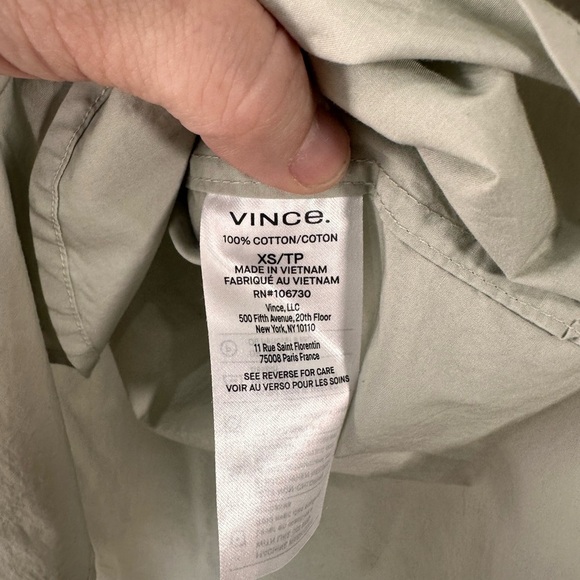 VINCe.
100% COTTON/COTON
XS/TP
MADE IN VIETNAM
FABRIQUÉ AU VIETNAM
RN#106730
Vince, LLC
500 Fifth Avenue, 20th Floor
New York, NY 10110
11 Rue Saint Florentin
75008 Paris France
SEE REVERSE FOR CARE
VOIR AU VERSO POUR LES SOINS